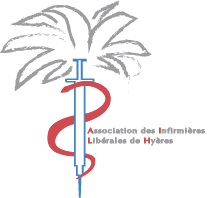 Association des Infirmières
Libérales de Hyères